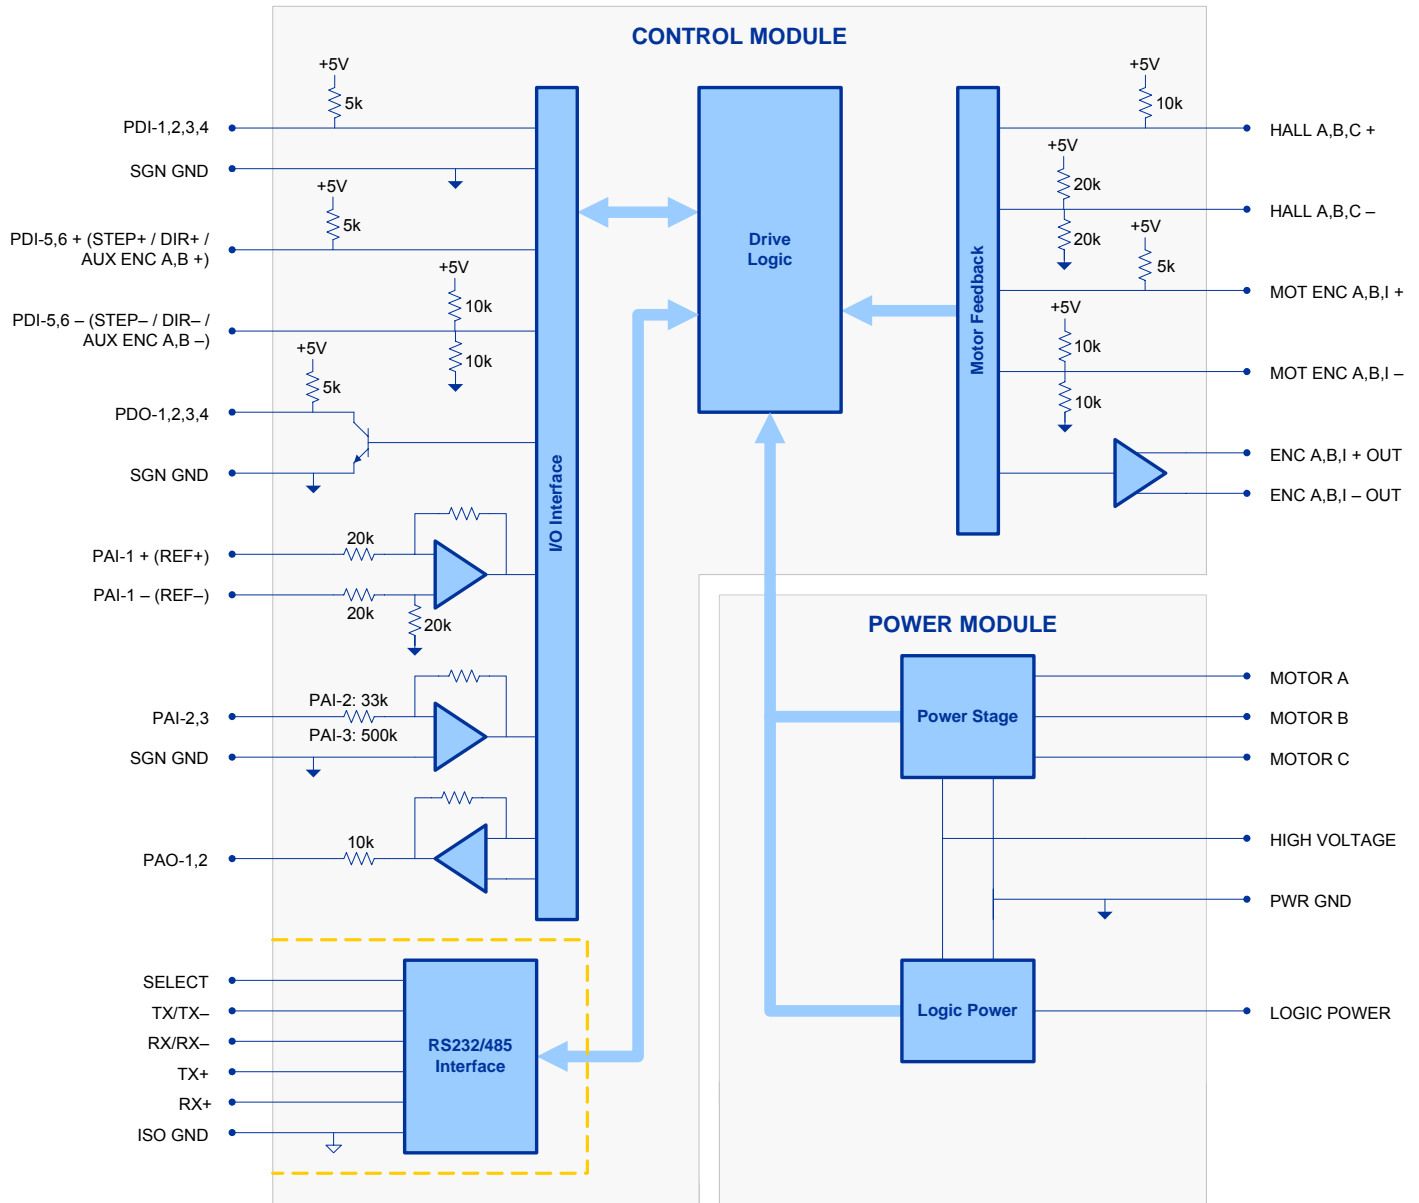 CONTROL MODULE
+5V
5k
PDI-1,2,3,4
SGN GND
+5V
5k
PDI-5,6 + (STEP+ / DIR+ /
AUX ENC A,B +)
+5V
10k
PDI-5,6 – (STEP– / DIR– /
AUX ENC A,B –)
10k
+5V
5k
PDO-1,2,3,4
SGN GND
20k
PAI-1 + (REF+)
PAI-1 – (REF–)
20k
20k
PAI-2: 33k
PAI-2,3
PAI-3: 500k
SGN GND
10k
PAO-1,2
I/O Interface
SELECT
TX/TX–
RX/RX–
TX+
RX+
ISO GND
RS232/485
Interface
Drive
Logic
Motor Feedback
+5V
10k
HALL A,B,C +
+5V
20k
HALL A,B,C –
20k
+5V
5k
MOT ENC A,B,I +
+5V
10k
MOT ENC A,B,I –
10k
ENC A,B,I + OUT
ENC A,B,I – OUT
POWER MODULE
Power Stage
MOTOR A
MOTOR B
MOTOR C
HIGH VOLTAGE
PWR GND
Logic Power
LOGIC POWER